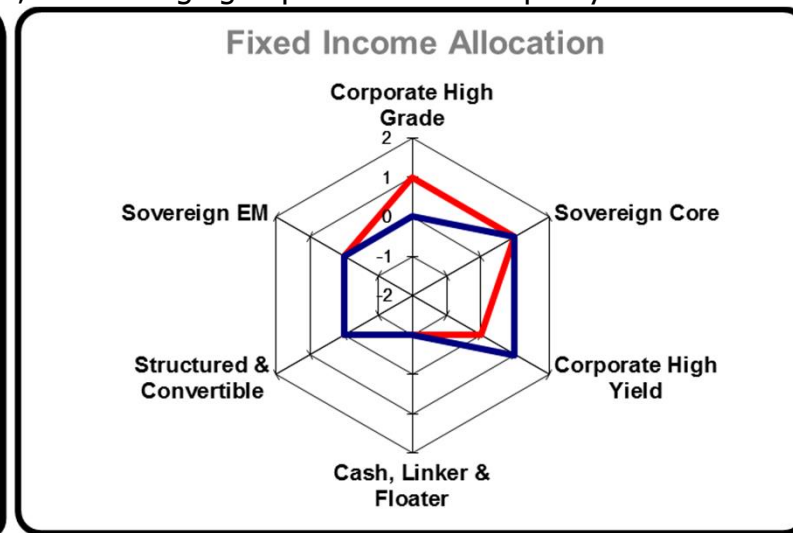 Fixed Income Allocation
Corporate High
Grade
2
1
0
-1
-2
Sovereign EM
Sovereign Core
Structured &
Convertible
Corporate High
Yield
Cash, Linker &
Floater